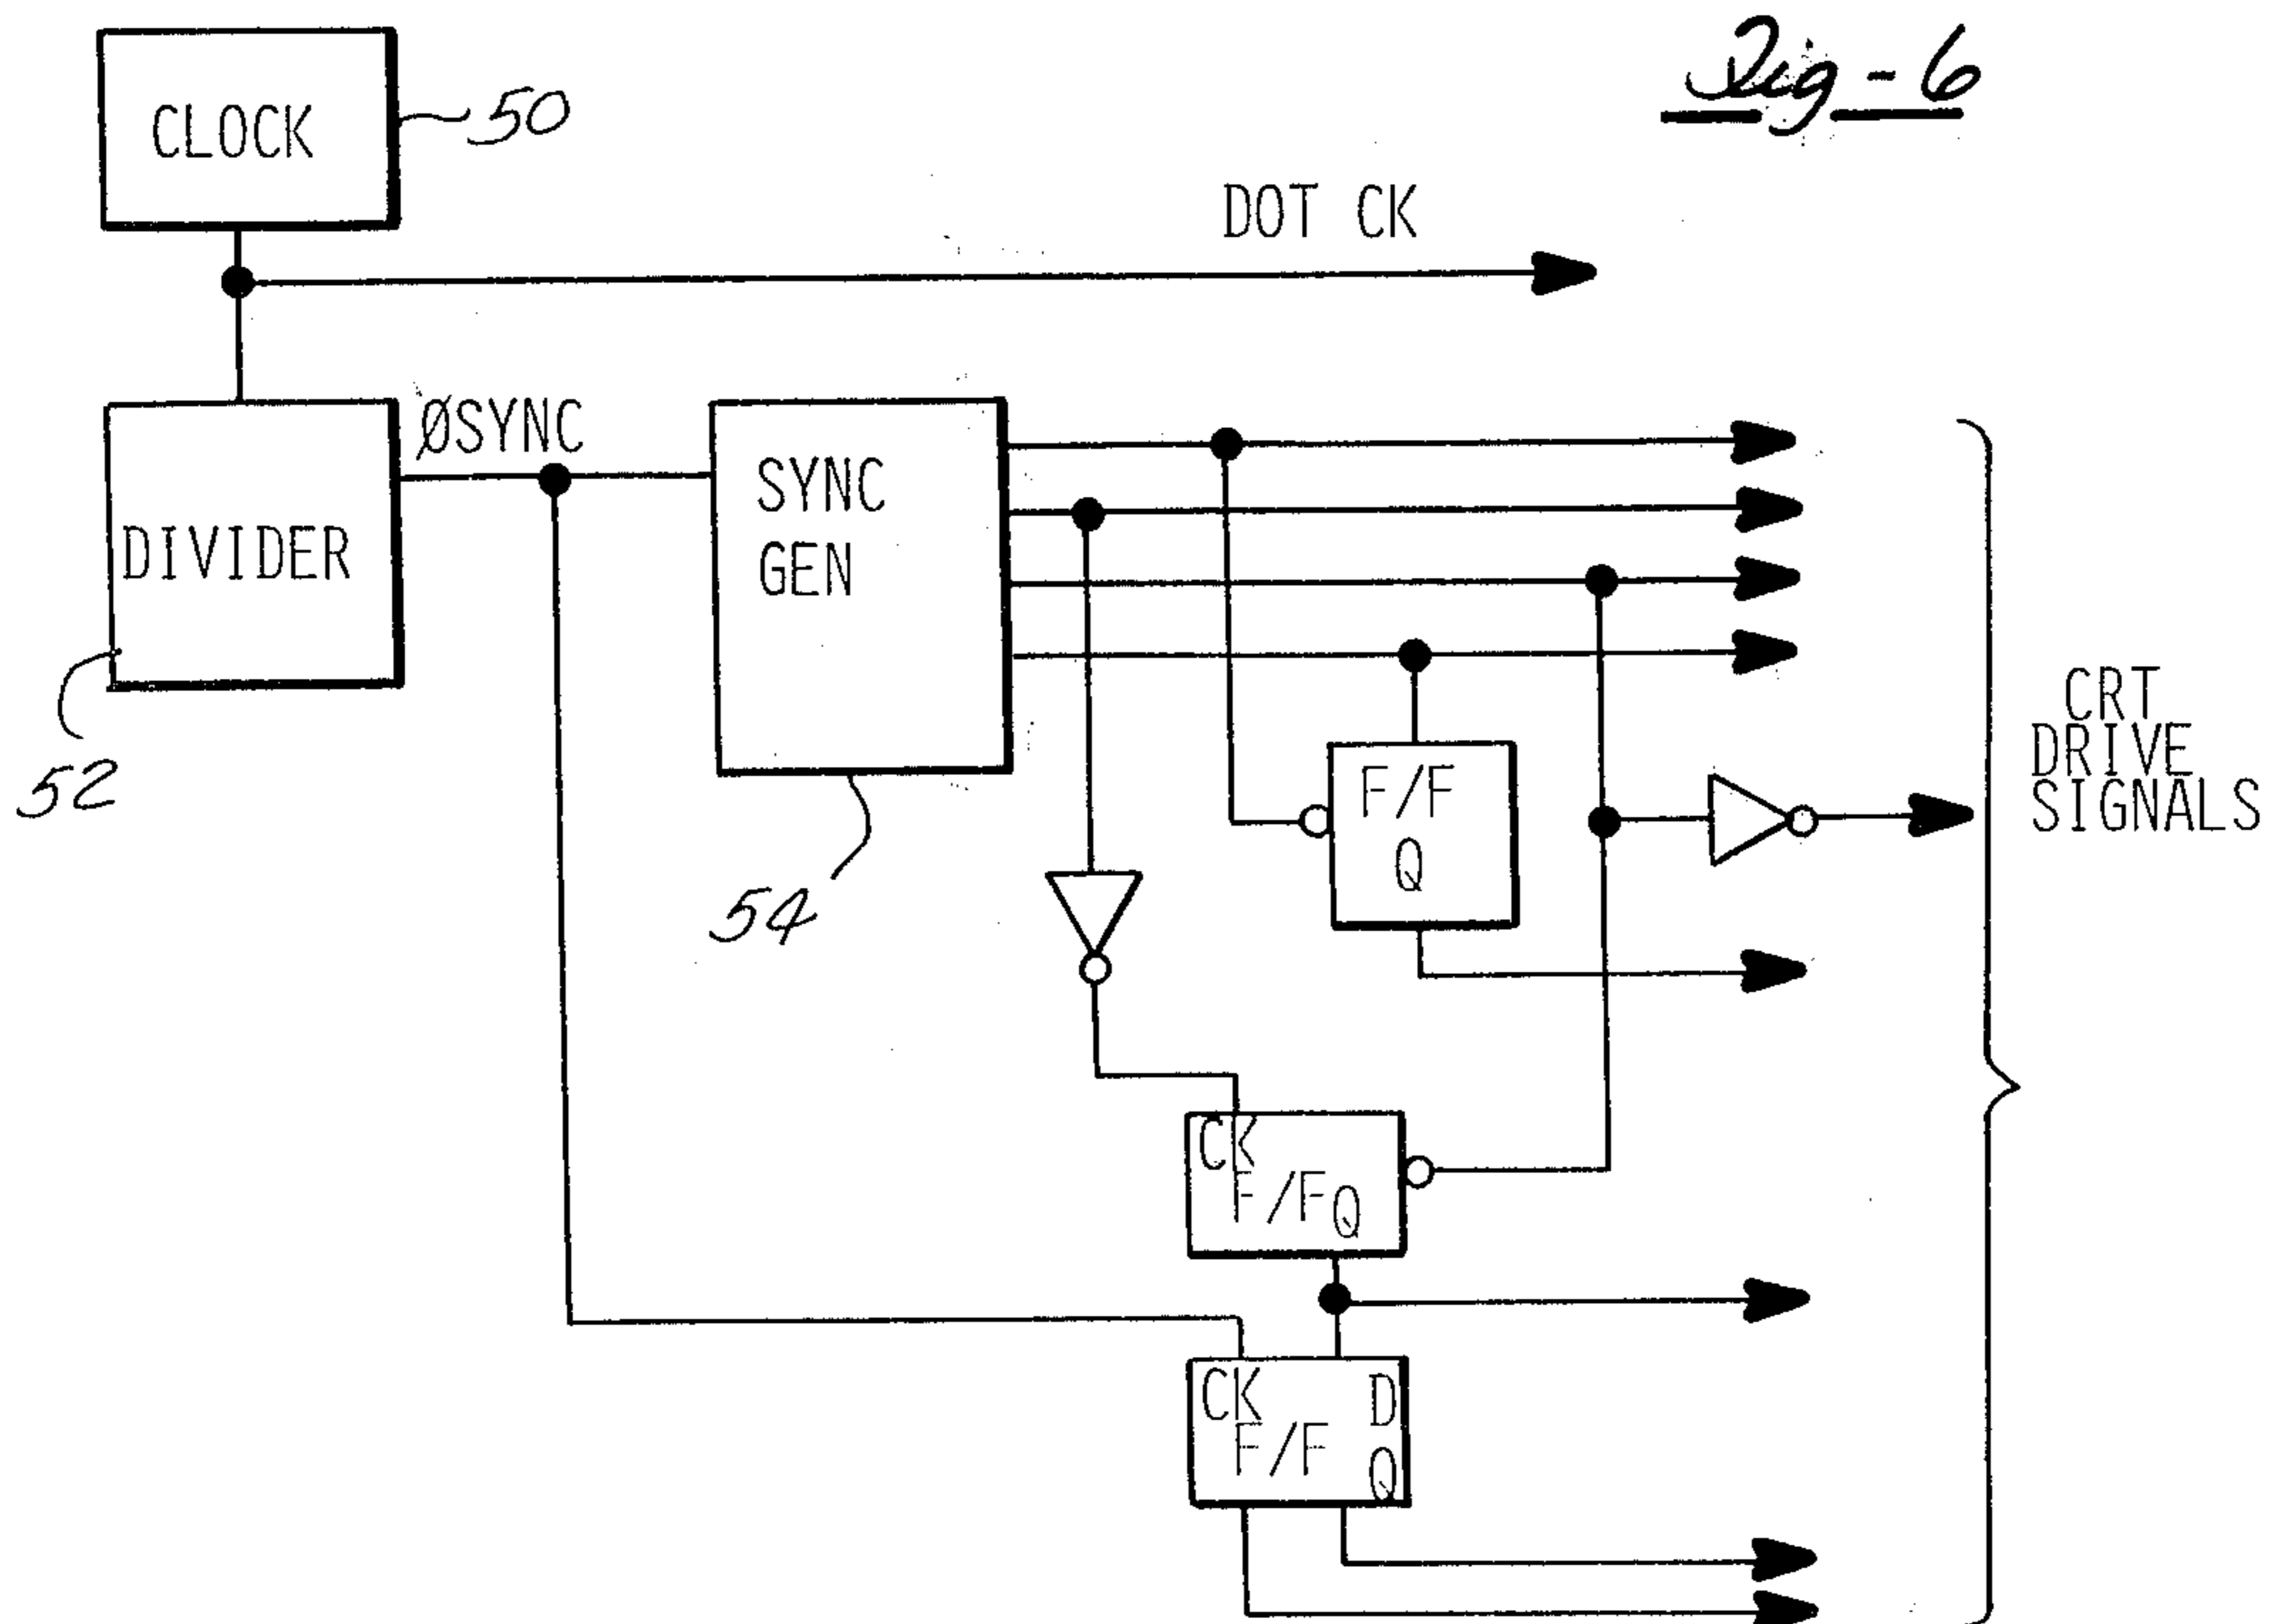 Fig-6
CLOCK
50
DOT CK
ØSYNC
DIVIDER
52
SYNC
GEN
54
F/F
Q
CRT
DRIVE
SIGNALS
CK
F/F Q
CK D
F/F Q